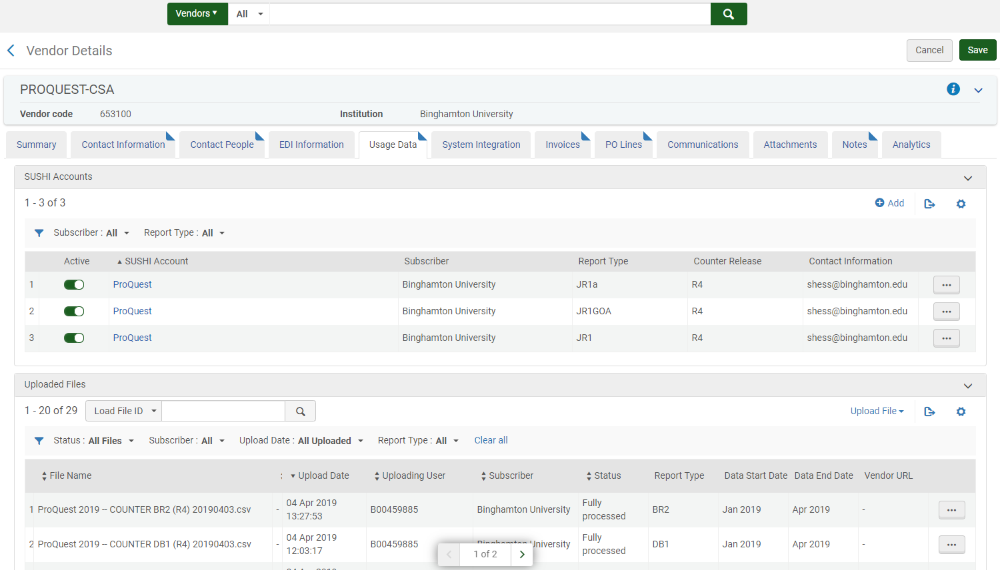 Vendors All
Vendor Details Cancel Save
PROQUEST-CSA
Vendor code 653100 Institution Binghamton University
Summary Contact Information Contact People EDI Information Usage Data System Integration Invoices PO Lines Communications Attachments Notes Analytics
SUSHI Accounts
1 - 3 of 3 Add
Subscriber : All Report Type : All
Active SUSHI Account Subscriber Report Type Counter Release Contact Information
1 ProQuest Binghamton University JR1a R4 shess@binghamton.edu ...
2 ProQuest Binghamton University JR1GOA R4 shess@binghamton.edu ...
3 ProQuest Binghamton University JR1 R4 shess@binghamton.edu ...
Uploaded Files
1 - 20 of 29 Load File ID Upload File
Status : All Files Subscriber : All Upload Date : All Uploaded Report Type : All Clear all
File Name : Upload Date Uploading User Subscriber Status Report Type Data Start Date Data End Date Vendor URL
1 ProQuest 2019 -- COUNTER BR2 (R4) 20190403.csv - 04 Apr 2019 13:27:53 B00459885 Binghamton University Fully processed BR2 Jan 2019 Apr 2019 - ...
2 ProQuest 2019 -- COUNTER DB1 (R4) 20190403.csv - 04 Apr 2019 12:03:17 B00459885 Binghamton University Fully processed DB1 Jan 2019 Apr 2019 - ...
1 of 2